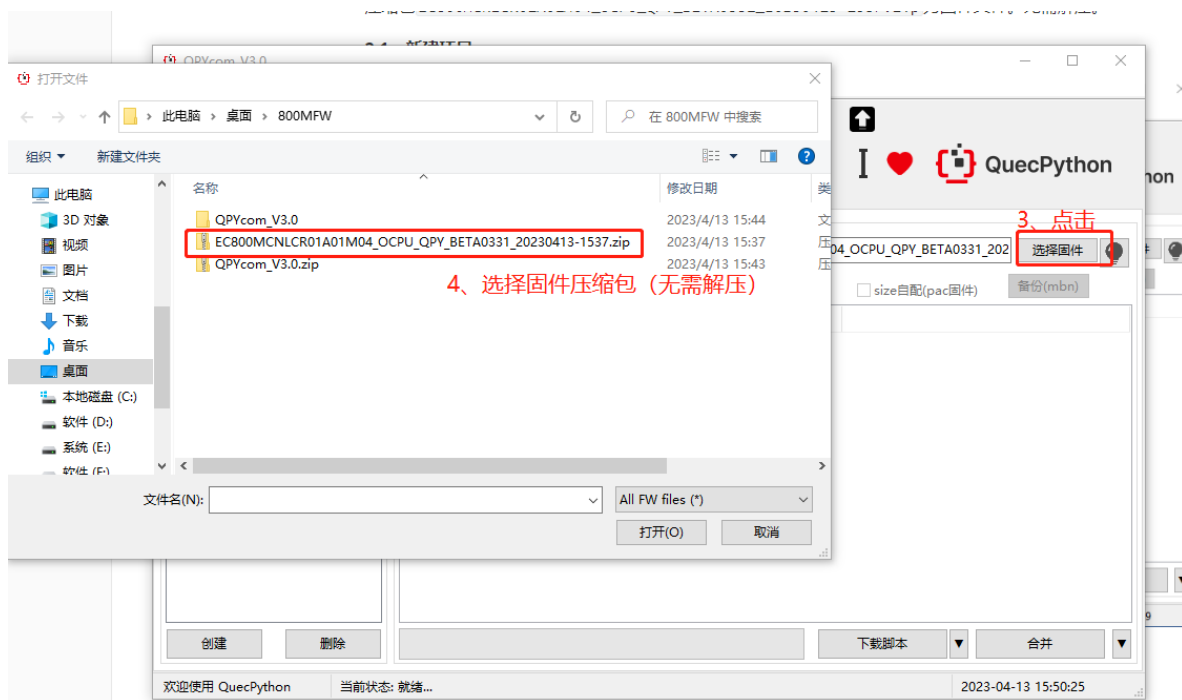 QPYcom_V3.0
打开文件
此电脑 › 桌面 › 800MFW
在 800MFW 中搜索
组织
新建文件夹
I
QuecPython
此电脑
3D 对象
视频
图片
文档
下载
音乐
桌面
本地磁盘 (C:)
软件 (D:)
系统 (E:)
软件 (F:)
名称
修改日期
类
QPYcom_V3.0
2023/4/13 15:44
文
EC800MCNLCR01A01M04_OCPU_QPY_BETA0331_20230413-1537.zip
2023/4/13 15:37
压
QPYcom_V3.0.zip
2023/4/13 15:43
压
4、选择固件压缩包（无需解压）
3、点击
04_OCPU_QPY_BETA0331_202
选择固件
size自配(pac固件)
备份(mbn)
文件名(N):
All FW files (*)
打开(O)
取消
创建
删除
下载脚本
合并
欢迎使用 QuecPython
当前状态: 就绪...
2023-04-13 15:50:25